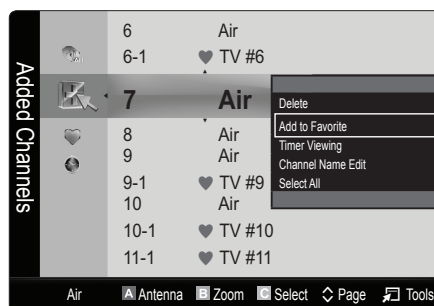 Added Channels
6 Air
6-1 TV #6
7 Air
8 Air
9 Air
9-1 TV #9
10 Air
10-1 TV #10
11-1 TV #11
Delete
Add to Favorite
Timer Viewing
Channel Name Edit
Select All
Air A Antenna B Zoom C Select Page Tools